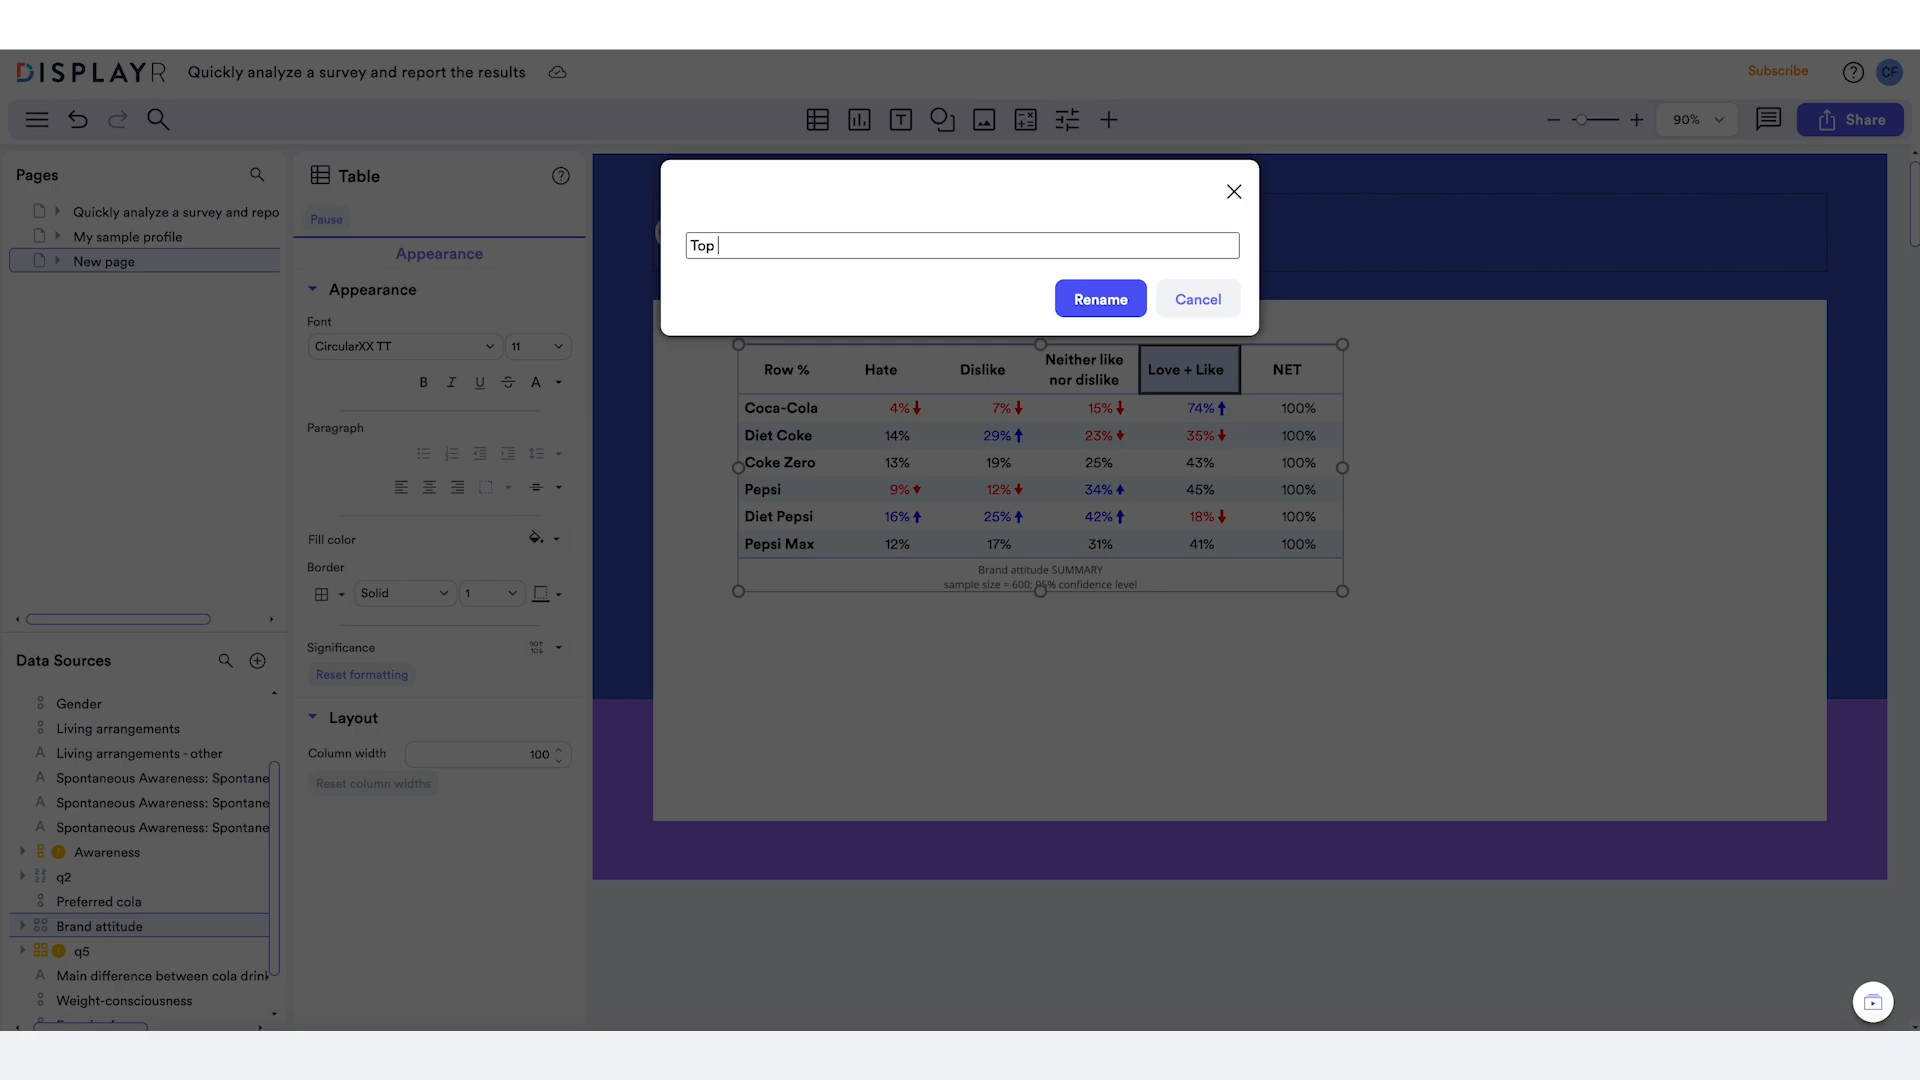 DISPLAYR
Quickly analyze a survey and report the results
Subscribe
CF
90%
Share
Pages
Quickly analyze a survey and repo
My sample profile
New page
Table
Pause
Appearance
Appearance
Font
CircularXX TT
11
Paragraph
Fill color
Border
Solid
1
Significance
Reset formatting
Layout
Column width
100
Reset column widths
Data Sources
Gender
Living arrangements
Living arrangements - other
Spontaneous Awareness: Spontane
Spontaneous Awareness: Spontane
Spontaneous Awareness: Spontane
Awareness
q2
Preferred cola
Brand attitude
q5
Main difference between cola drink
Weight-consciousness
Top
Rename
Cancel
Row % Hate Dislike Neither like nor dislike Love + Like NET
Coca-Cola 4% 7% 15% 74% 100%
Diet Coke 14% 29% 23% 35% 100%
Coke Zero 13% 19% 25% 43% 100%
Pepsi 9% 12% 34% 45% 100%
Diet Pepsi 16% 25% 42% 18% 100%
Pepsi Max 12% 17% 31% 41% 100%
Brand attitude SUMMARY
sample size = 600; 95% confidence level